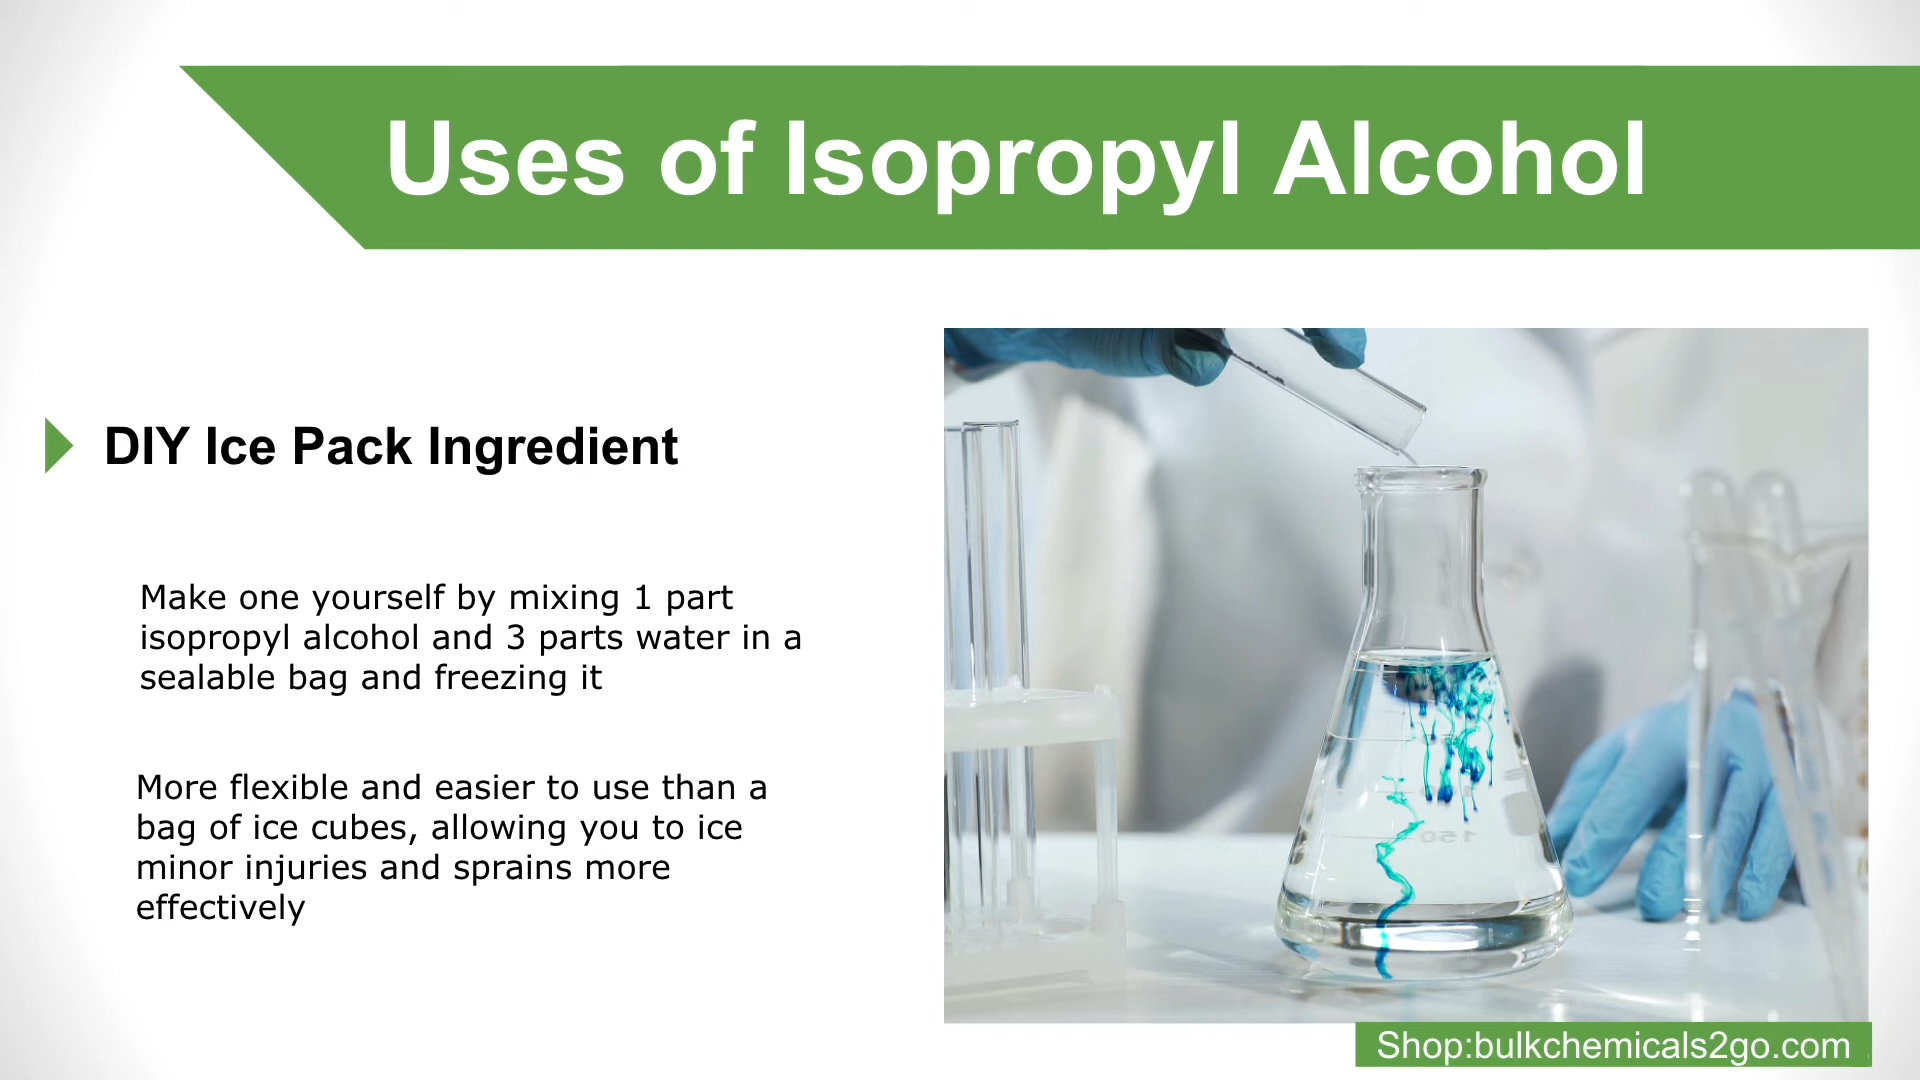 Uses of Isopropyl Alcohol
DIY Ice Pack Ingredient
Make one yourself by mixing 1 part
isopropyl alcohol and 3 parts water in a
sealable bag and freezing it
More flexible and easier to use than a
bag of ice cubes, allowing you to ice
minor injuries and sprains more
effectively
150
Shop:bulkchemicals2go.com